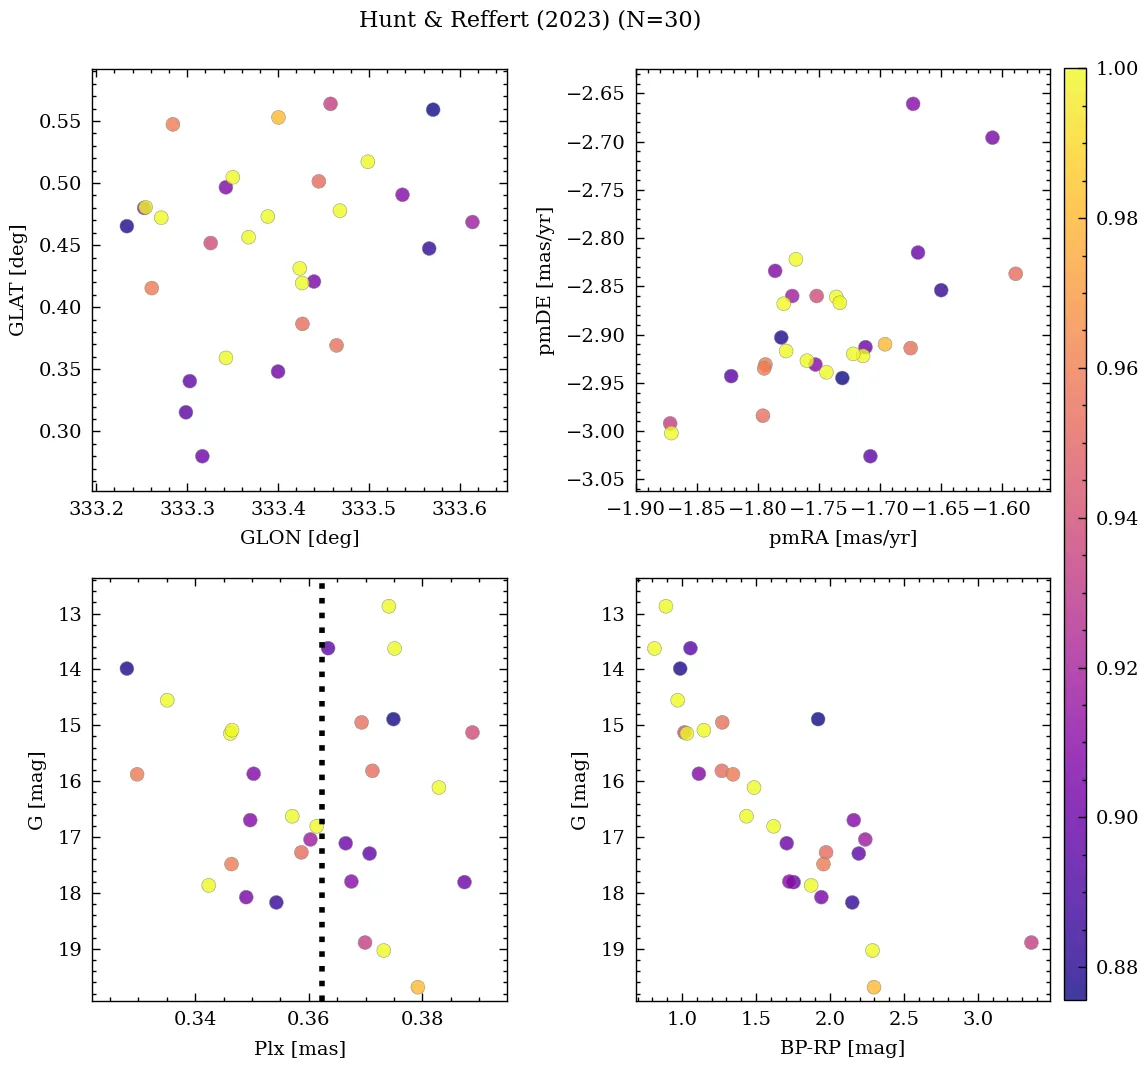 Hunt & Reffert (2023) (N=30)
0.55
0.50
0.45
0.40
0.35
0.30
GLAT [deg]
333.2 333.3 333.4 333.5 333.6
GLON [deg]
−2.65
−2.70
−2.75
−2.80
−2.85
−2.90
−2.95
−3.00
−3.05
pmDE [mas/yr]
−1.90 −1.85 −1.80 −1.75 −1.70 −1.65 −1.60
pmRA [mas/yr]
13
14
15
16
17
18
19
G [mag]
0.34 0.36 0.38
Plx [mas]
13
14
15
16
17
18
19
G [mag]
1.0 1.5 2.0 2.5 3.0
BP-RP [mag]
1.00
0.98
0.96
0.94
0.92
0.90
0.88